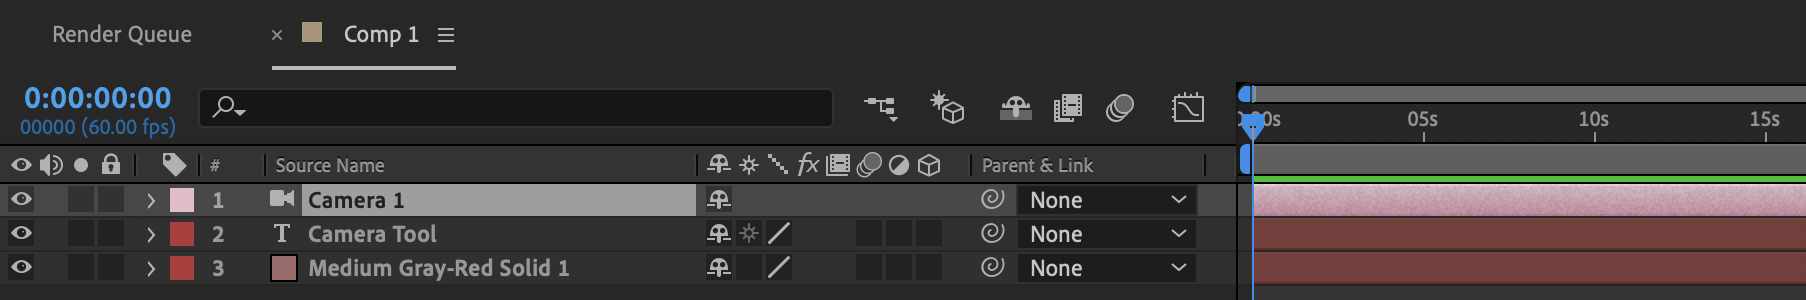 Render Queue
× Comp 1
0:00:00:00
00000 (60.00 fps)
05s 10s 15s
# Source Name fx Parent & Link
1 Camera 1 None
2 T Camera Tool None
3 Medium Gray-Red Solid 1 None